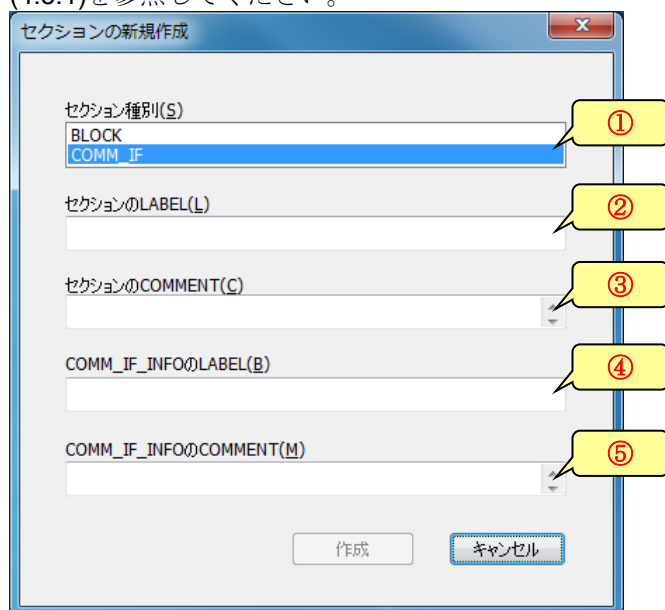 (4.3.1)を参照してください。
セクションの新規作成
セクション種別(S)
①
BLOCK
COMM_IF
セクションのLABEL(L)
②
セクションのCOMMENT(C)
③
COMM_IF_INFOのLABEL(B)
④
COMM_IF_INFOのCOMMENT(M)
⑤
作成
キャンセル